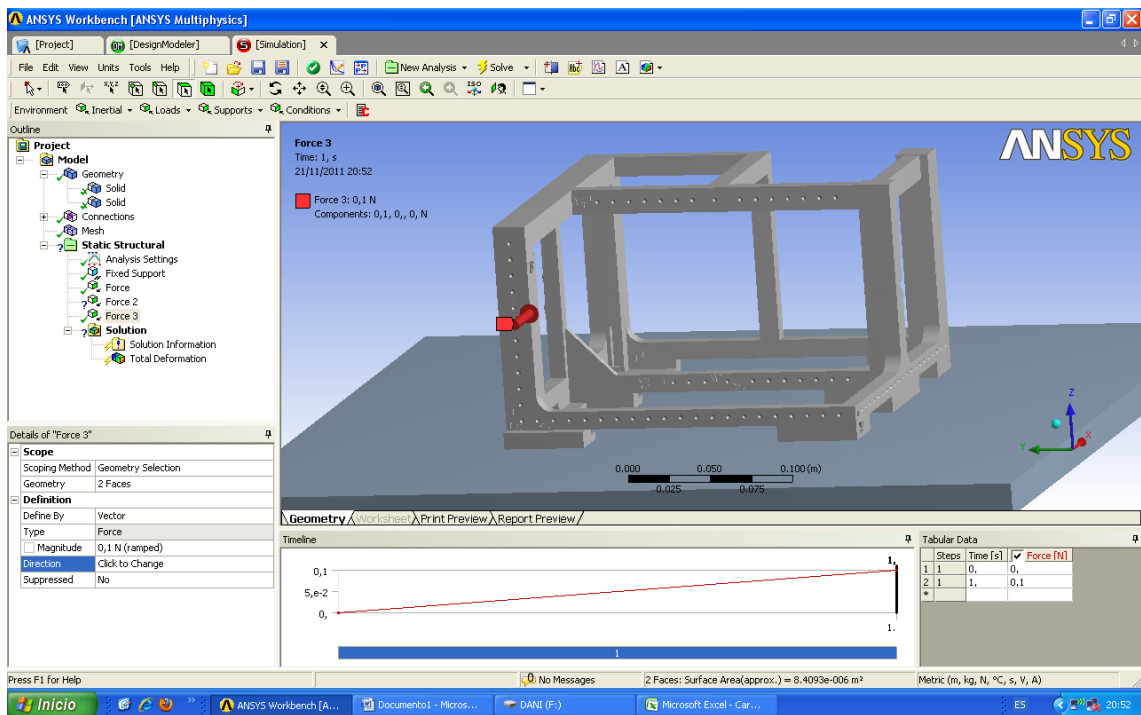 ANSYS Workbench [ANSYS Multiphysics]
[Project] [DesignModeler] [Simulation]
File Edit View Units Tools Help New Analysis Solve
Environment Inertial Loads Supports Conditions
Outline
Project
Model
Geometry
Solid
Solid
Connections
Mesh
Static Structural
Analysis Settings
Fixed Support
Force
Force 2
Force 3
Solution
Solution Information
Total Deformation
Details of "Force 3"
Scope
Scoping Method Geometry Selection
Geometry 2 Faces
Definition
Define By Vector
Type Force
Magnitude 0,1 N (ramped)
Direction Click to Change
Suppressed No
Force 3
Time: 1, s
21/11/2011 20:52
Force 3: 0,1 N
Components: 0,1, 0,, 0, N
ANSYS
Z
Y
X
0.000 0.050 0.100 (m)
0.025 0.075
Geometry Worksheet Print Preview Report Preview
Timeline
1,
0,1
5,e-2
0,
1.
1
Tabular Data
Steps Time [s] Force [N]
1 1 0, 0,
2 1 1, 0,1
*
Press F1 for Help No Messages 2 Faces: Surface Area(approx.) = 8.4093e-006 m² Metric (m, kg, N, °C, s, V, A)
Inicio ANSYS Workbench [A... Documento1 - Micros... DANI (F:) Microsoft Excel - Car... ES 20:52